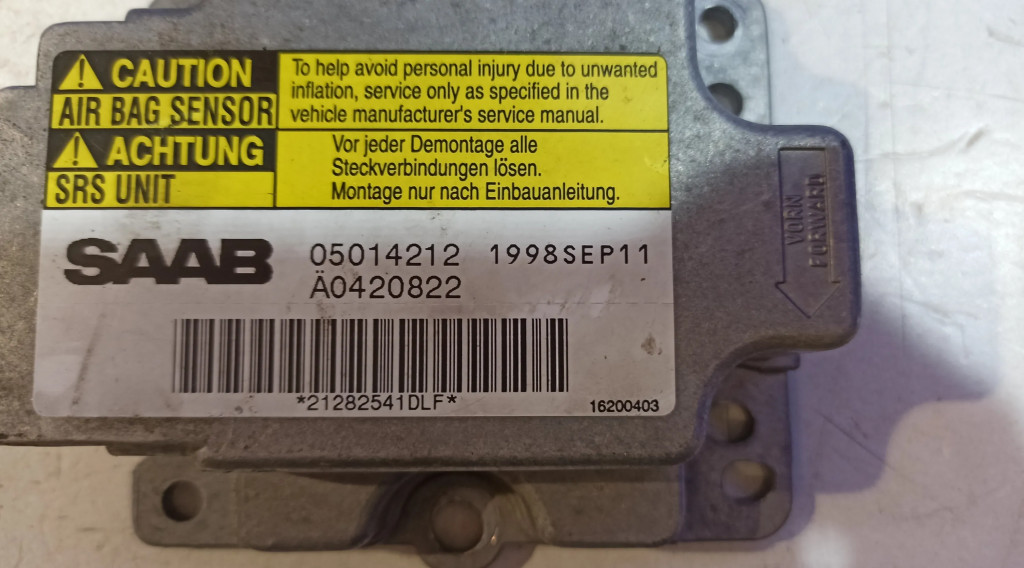 CAUTION
AIR BAG SENSOR
To help avoid personal injury due to unwanted
inflation, service only as specified in the
vehicle manufacturer's service manual.
ACHTUNG
SRS UNIT
Vor jeder Demontage alle
Steckverbindungen lösen.
Montage nur nach Einbauanleitung.
SAAB
05014212 1998SEP11
Ä0420822
*21282541DLF*
16200403
VORN
FORWARD